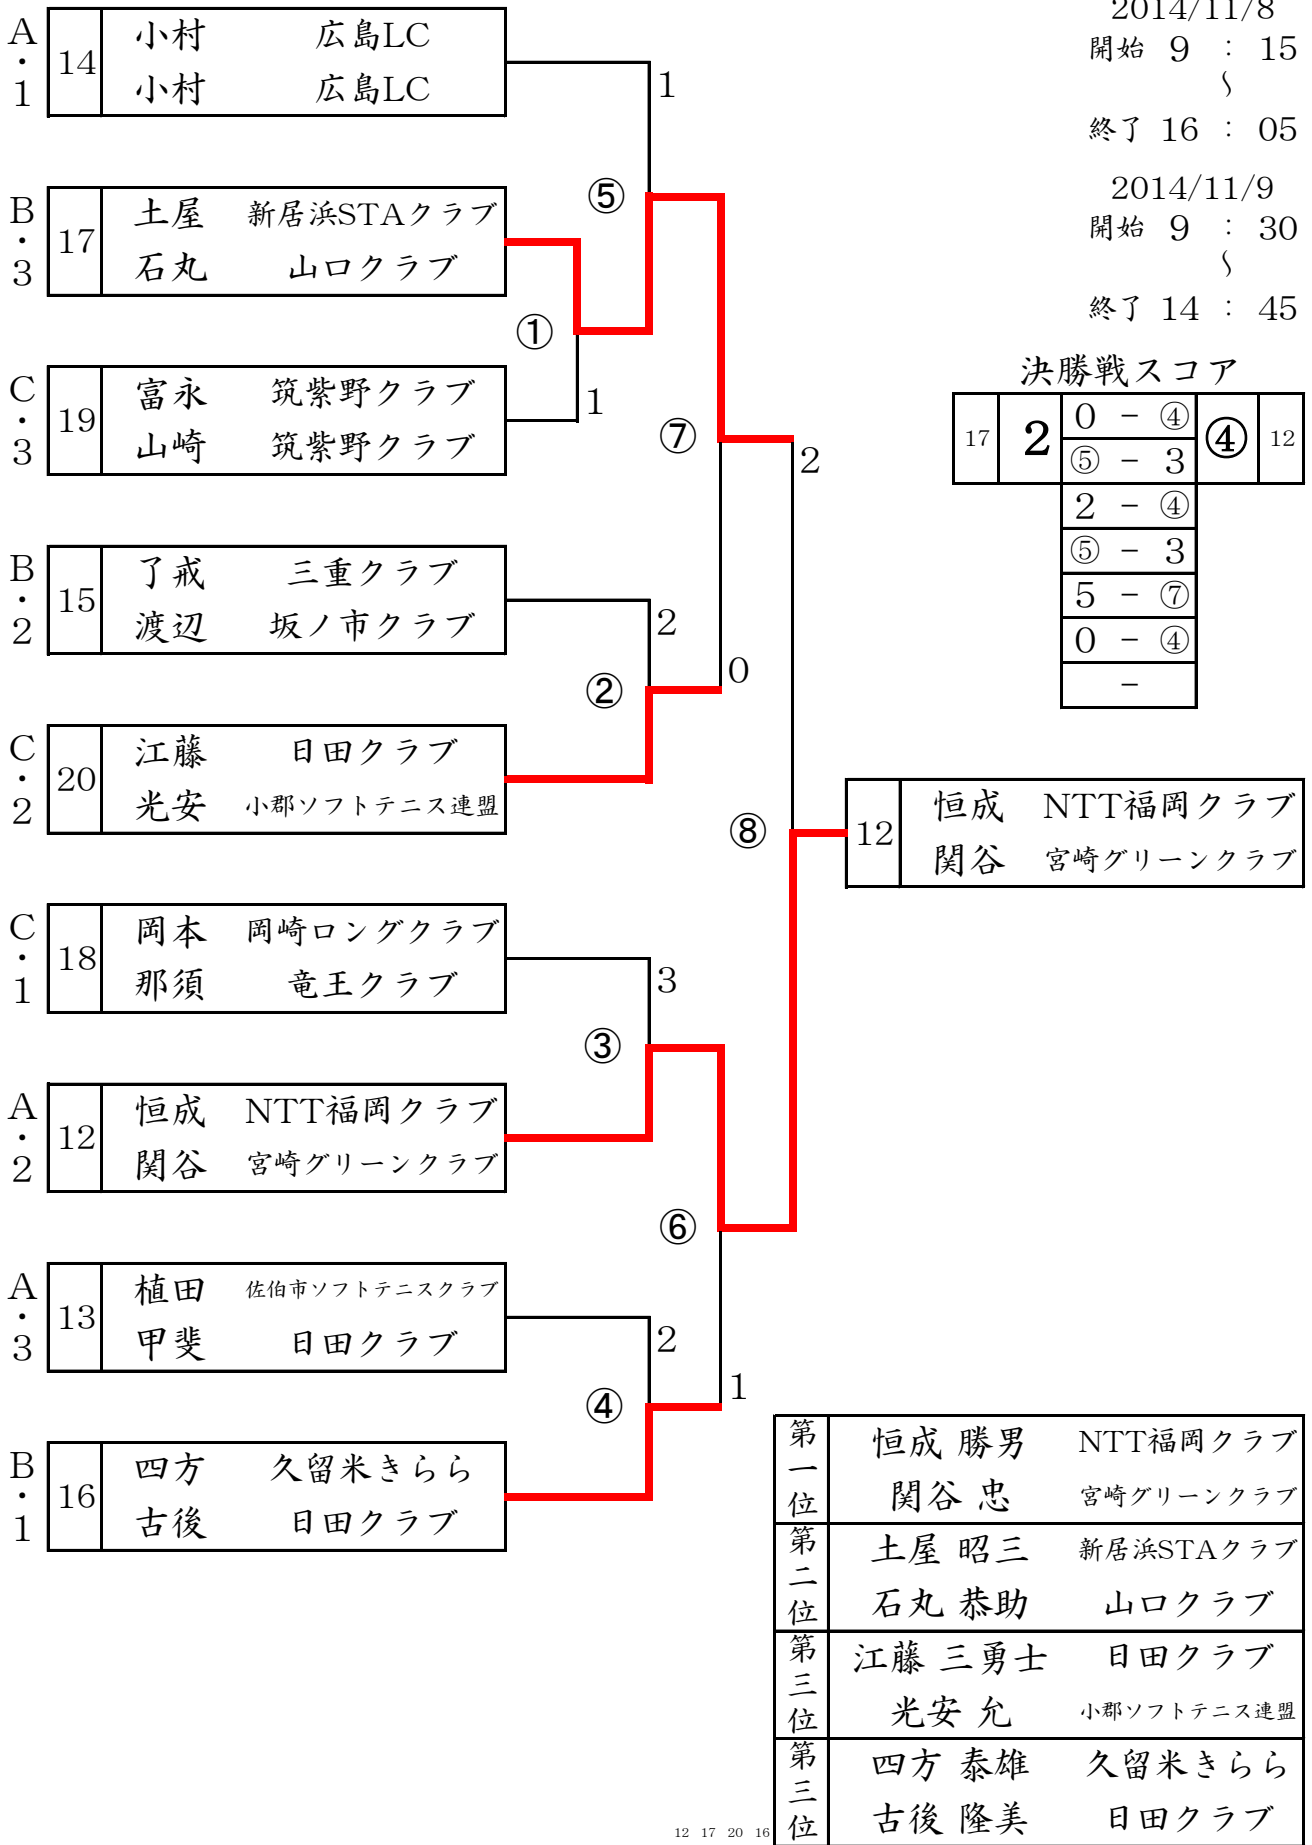 A・1 14 小村 広島LC
小村 広島LC
1
B・3 17 土屋 新居浜STAクラブ
石丸 山口クラブ
⑤
①
C・3 19 富永 筑紫野クラブ
山崎 筑紫野クラブ
1
⑦
2
B・2 15 了戒 三重クラブ
渡辺 坂ノ市クラブ
2
②
0
C・2 20 江藤 日田クラブ
光安 小郡ソフトテニス連盟
⑧
C・1 18 岡本 岡崎ロングクラブ
那須 竜王クラブ
3
③
A・2 12 恒成 NTT福岡クラブ
関谷 宮崎グリーンクラブ
⑥
A・3 13 植田 佐伯市ソフトテニスクラブ
甲斐 日田クラブ
2
④
1
B・1 16 四方 久留米きらら
古後 日田クラブ
2014/11/8
開始 9 : 15
～
終了 16 : 05
2014/11/9
開始 9 : 30
～
終了 14 : 45
決勝戦スコア
17 2 0 - ④ ④ 12
⑤ - 3
2 - ④
⑤ - 3
5 - ⑦
0 - ④
-
12 恒成 NTT福岡クラブ
関谷 宮崎グリーンクラブ
第一位 恒成 勝男 NTT福岡クラブ
関谷 忠 宮崎グリーンクラブ
第二位 土屋 昭三 新居浜STAクラブ
石丸 恭助 山口クラブ
第三位 江藤 三勇士 日田クラブ
光安 允 小郡ソフトテニス連盟
第三位 四方 泰雄 久留米きらら
古後 隆美 日田クラブ
12 17 20 16